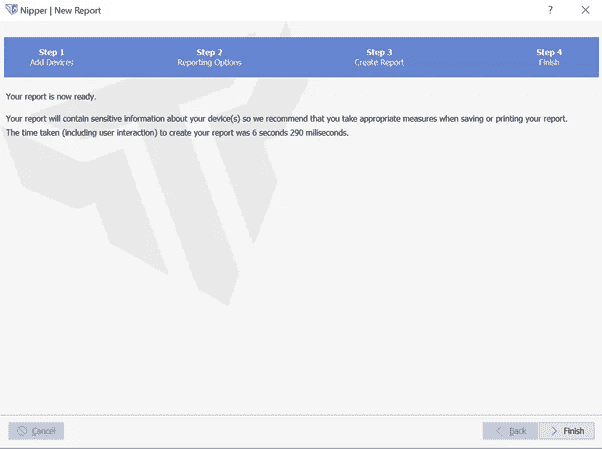 Nipper | New Report
?
Step 1
Step 2
Step 3
Step 4
Add Devices
Reporting Options
Create Report
Finish
Your report is now ready.
Your report will contain sensitive information about your device(s) so we recommend that you take appropriate measures when saving or printing your report.
The time taken (including user interaction) to create your report was 6 seconds 290 miliseconds.
Cancel
Back
Finish